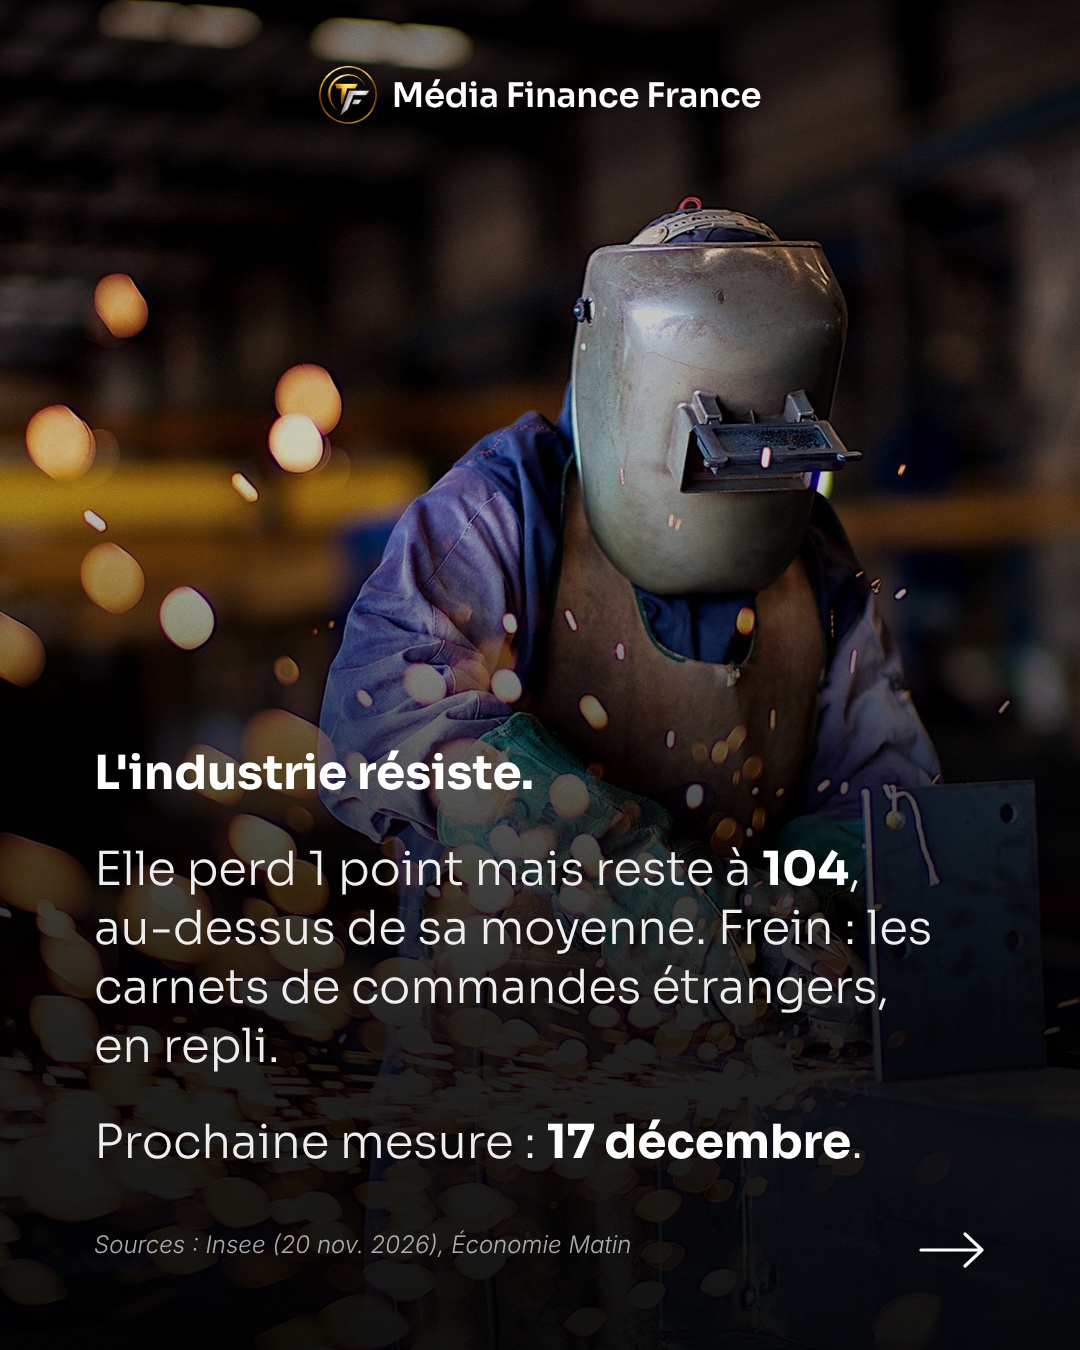 TF Média Finance France
L'industrie résiste.
Elle perd 1 point mais reste à 104,
au-dessus de sa moyenne. Frein : les
carnets de commandes étrangers,
en repli.
Prochaine mesure : 17 décembre.
Sources : Insee (20 nov. 2026), Économie Matin